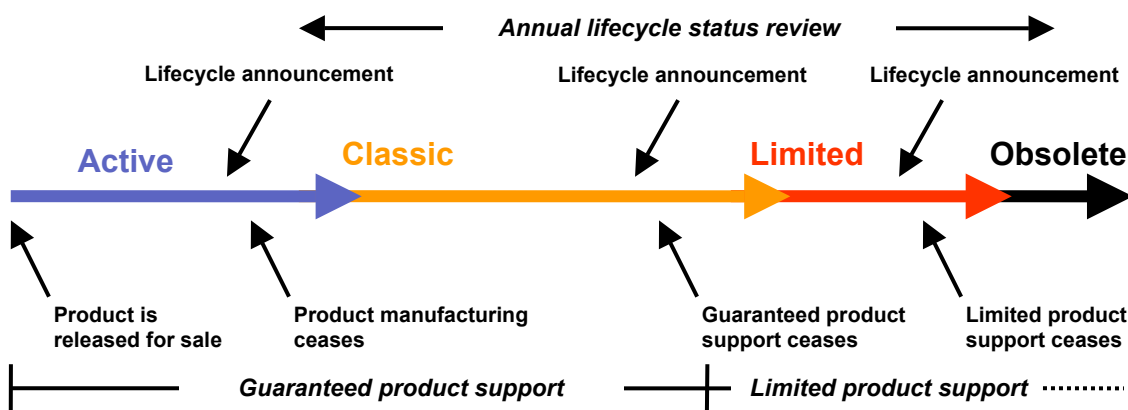 Annual lifecycle status review
Lifecycle announcement
Lifecycle announcement
Lifecycle announcement
Active
Classic
Limited
Obsolete
Product is
released for sale
Product manufacturing
ceases
Guaranteed product
support ceases
Limited product
support ceases
Guaranteed product support
Limited product support